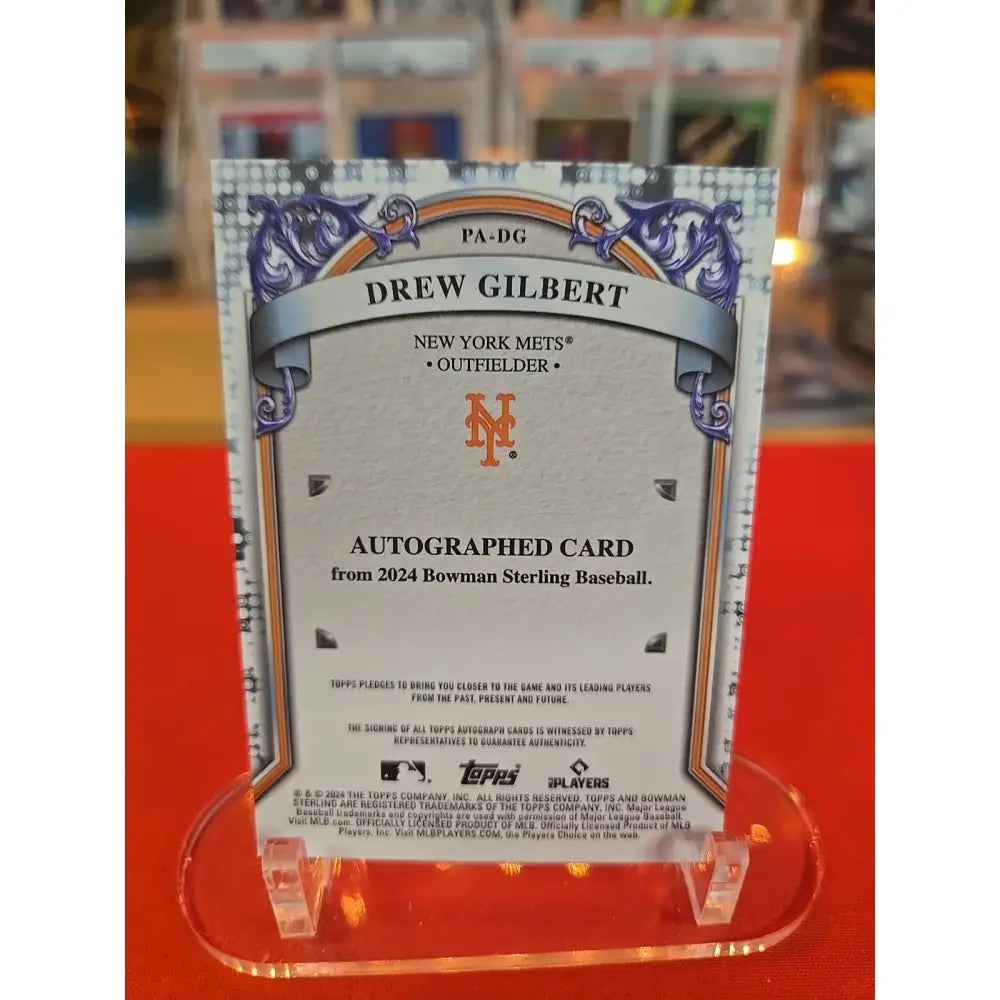 PA-DG
DREW GILBERT
NEW YORK METS®
• OUTFIELDER •
NY®
AUTOGRAPHED CARD
from 2024 Bowman Sterling Baseball.
TOPPS PLEDGES TO BRING YOU CLOSER TO THE GAME AND ITS LEADING PLAYERS
FROM THE PAST, PRESENT AND FUTURE.
THE SIGNING OF ALL TOPPS AUTOGRAPH CARDS IS WITNESSED BY TOPPS
REPRESENTATIVES TO GUARANTEE AUTHENTICITY.
Topps PLAYERS
® & © 2024 THE TOPPS COMPANY, INC. ALL RIGHTS RESERVED. TOPPS AND BOWMAN
STERLING ARE REGISTERED TRADEMARKS OF THE TOPPS COMPANY, INC. Major League
Baseball trademarks and copyrights are used with permission of Major League Baseball.
Visit MLB.com. OFFICIALLY LICENSED PRODUCT OF MLB. Officially Licensed Product of MLB
Players, Inc. Visit MLBPLAYERS.COM, the Players Choice on the web.